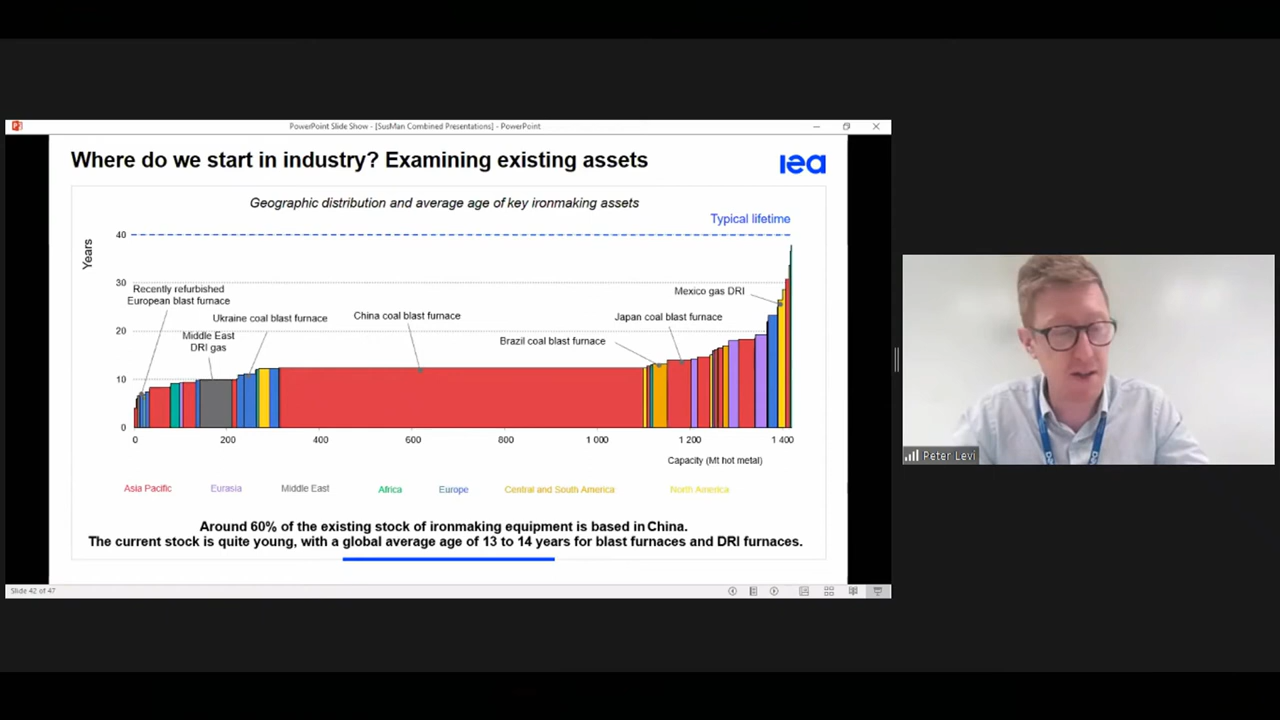 PowerPoint Slide Show - [SusMan Combined Presentations] - PowerPoint
Where do we start in industry? Examining existing assets
iea
Geographic distribution and average age of key ironmaking assets
Typical lifetime
Years
40
30
20
10
0
Recently refurbished
European blast furnace
Ukraine coal blast furnace
Middle East
DRI gas
China coal blast furnace
Brazil coal blast furnace
Japan coal blast furnace
Mexico gas DRI
0 200 400 600 800 1 000 1 200 1 400
Capacity (Mt hot metal)
Asia Pacific Eurasia Middle East Africa Europe Central and South America North America
Around 60% of the existing stock of ironmaking equipment is based in China.
The current stock is quite young, with a global average age of 13 to 14 years for blast furnaces and DRI furnaces.
Slide 42 of 47
Peter Levi